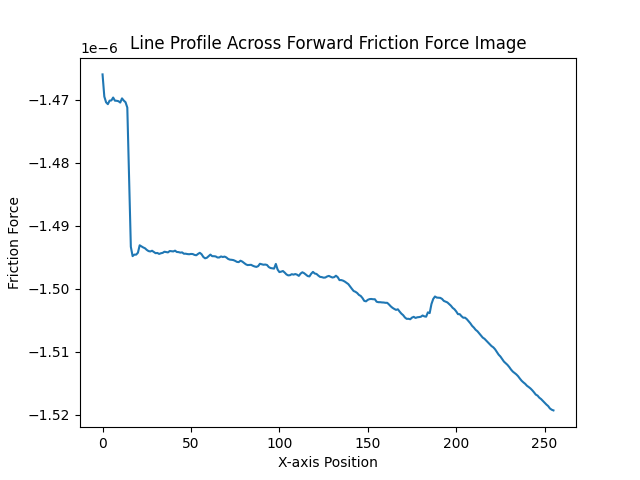 Line Profile Across Forward Friction Force Image
1e−6
−1.47
−1.48
−1.49
−1.50
−1.51
−1.52
Friction Force
0 50 100 150 200 250
X-axis Position